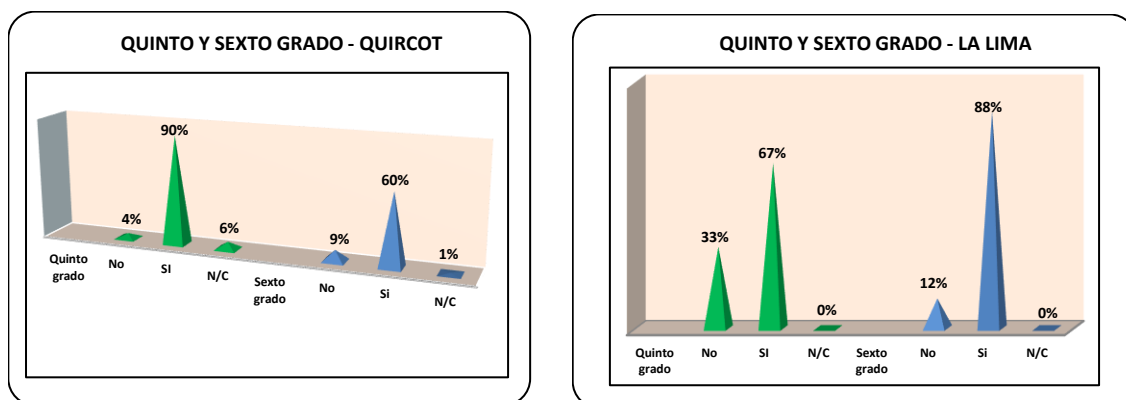 QUINTO Y SEXTO GRADO - QUIRCOT
90%
60%
4%
6%
9%
1%
Quinto grado
No
SI
N/C
Sexto grado
No
Si
N/C
QUINTO Y SEXTO GRADO - LA LIMA
88%
67%
33%
12%
0%
0%
Quinto grado
No
SI
N/C
Sexto grado
No
Si
N/C